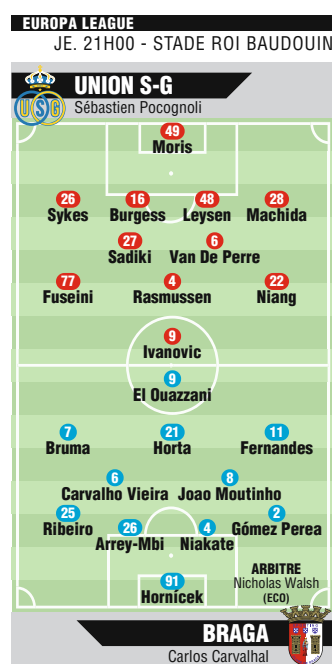 EUROPA LEAGUE
JE. 21H00 - STADE ROI BAUDOUIN
USG
UNION S-G
Sébastien Pocognoli
49
Moris
26 16 48 28
Sykes Burgess Leysen Machida
27 6
Sadiki Van De Perre
77 4 22
Fuseini Rasmussen Niang
9
Ivanovic
9
El Ouazzani
7 21 11
Bruma Horta Fernandes
6 8
Carvalho Vieira Joao Moutinho
25 26 4 2
Ribeiro Arrey-Mbi Niakate Gómez Perea
91
Hornícek
ARBITRE
Nicholas Walsh
(ECO)
BRAGA
Carlos Carvalhal